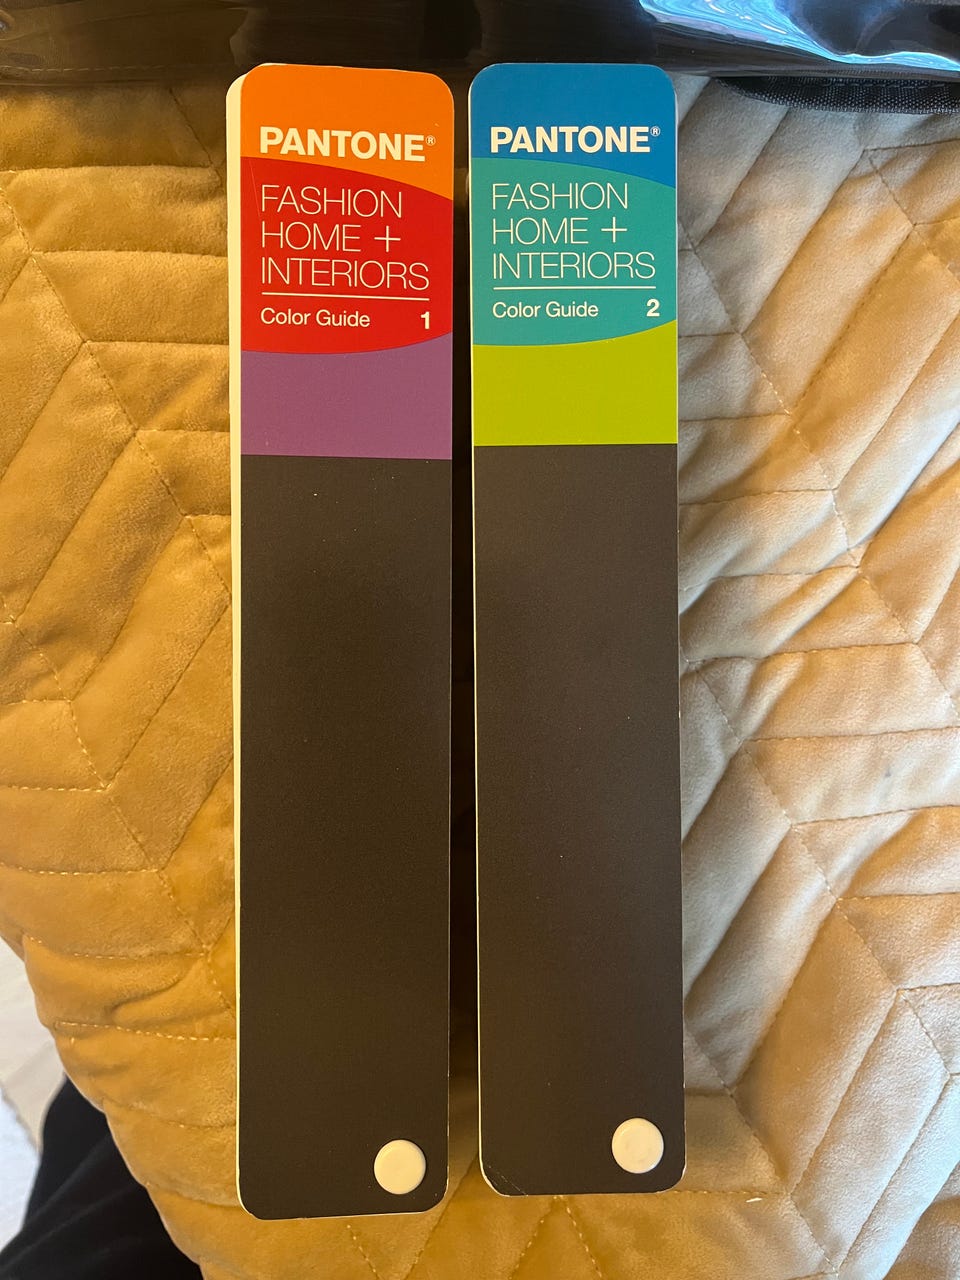 PANTONE®
FASHION
HOME +
INTERIORS
Color Guide 1
PANTONE®
FASHION
HOME +
INTERIORS
Color Guide 2